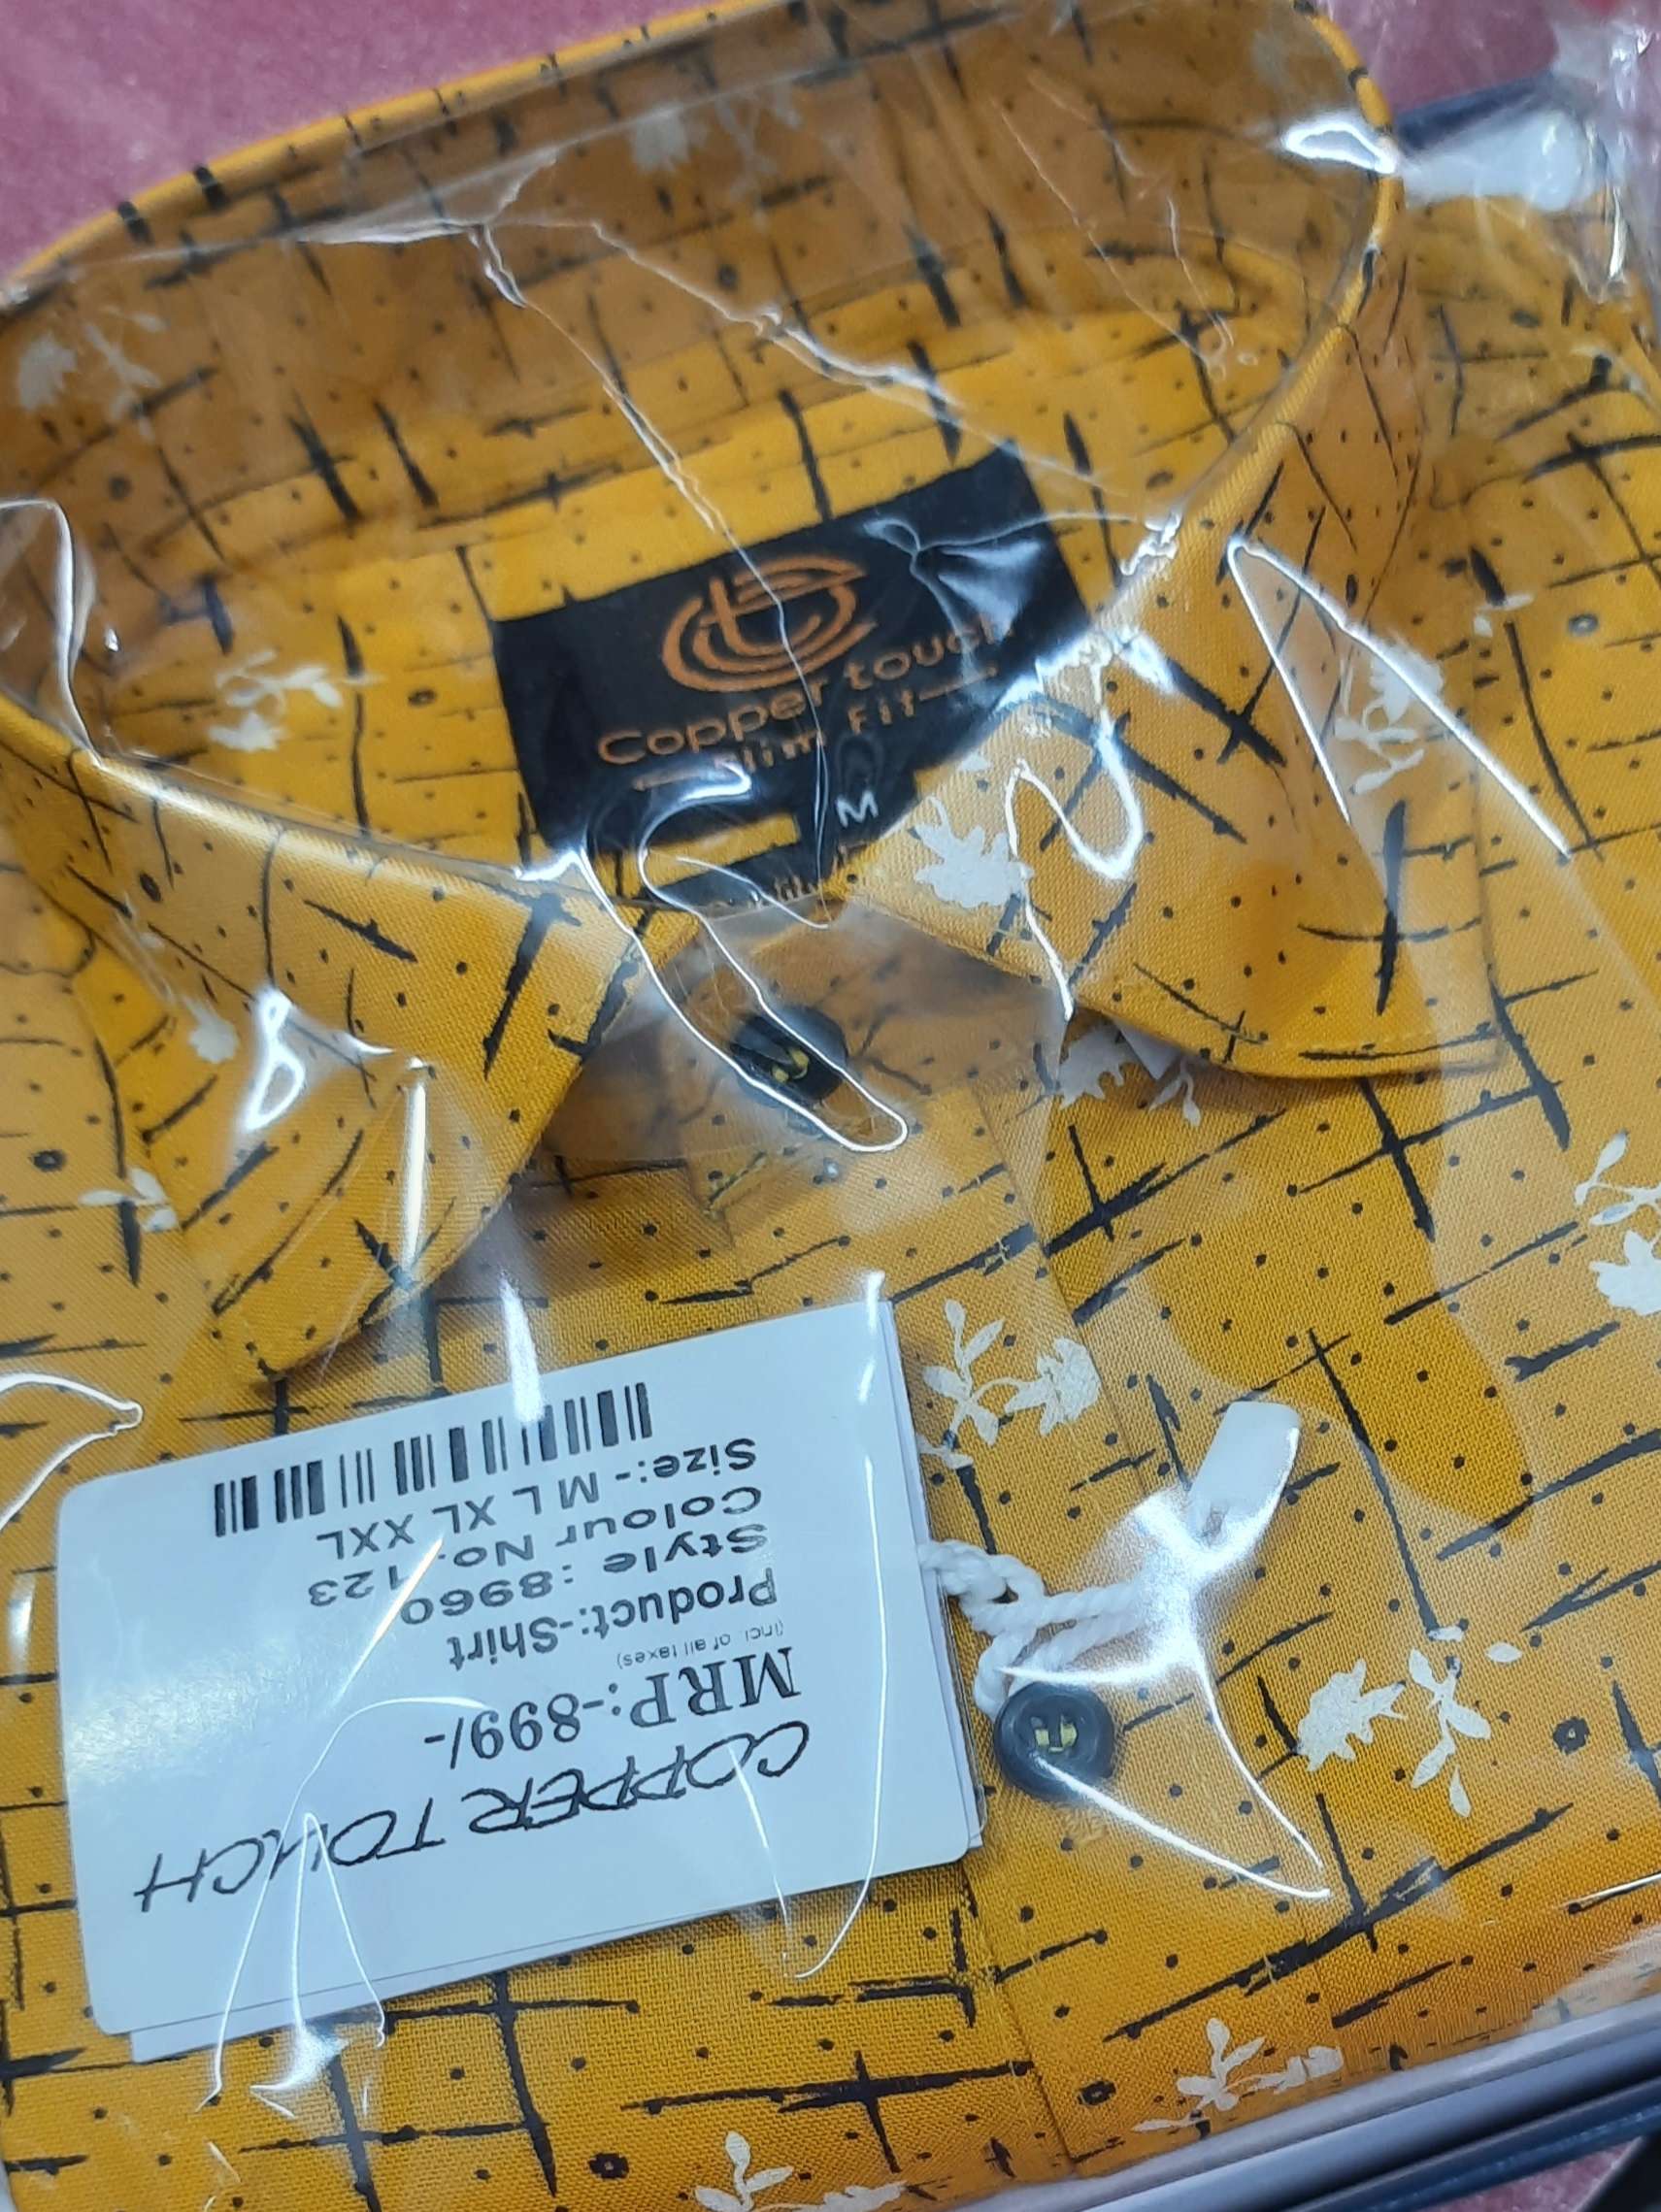 Copper touch
Slim Fit
M
COPPER TOUCH
MRP:-899/-
(incl of all taxes)
Product:-Shirt
Style :8960
Colour No. 123
Size:- M L XL XXL